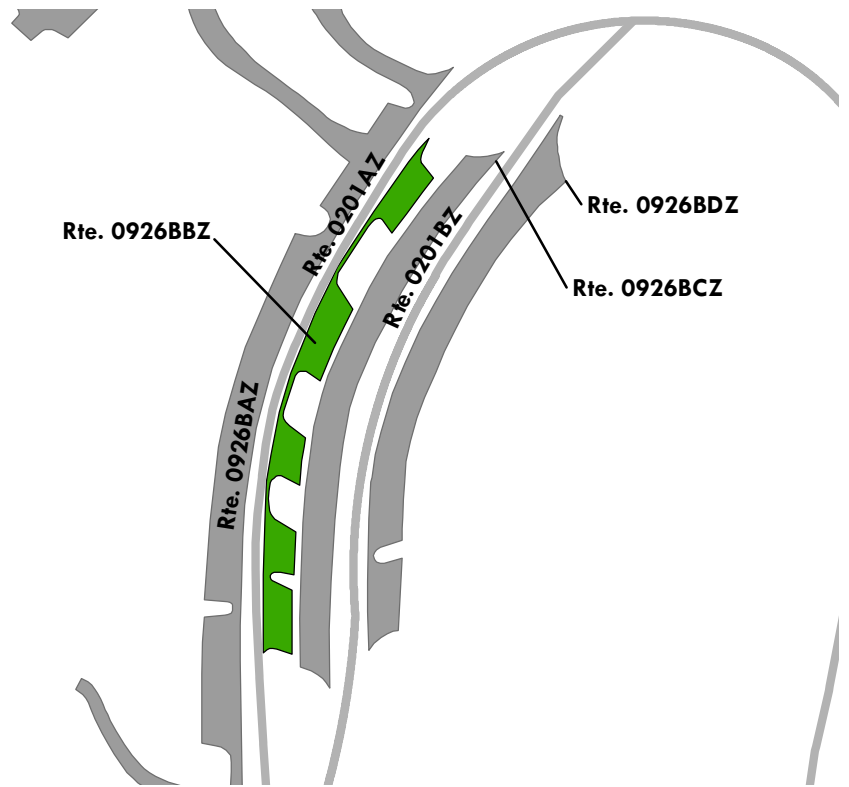 Rte. 0201AZ
Rte. 0926BDZ
Rte. 0926BBZ
Rte. 0201BZ
Rte. 0926BCZ
Rte. 0926BAZ